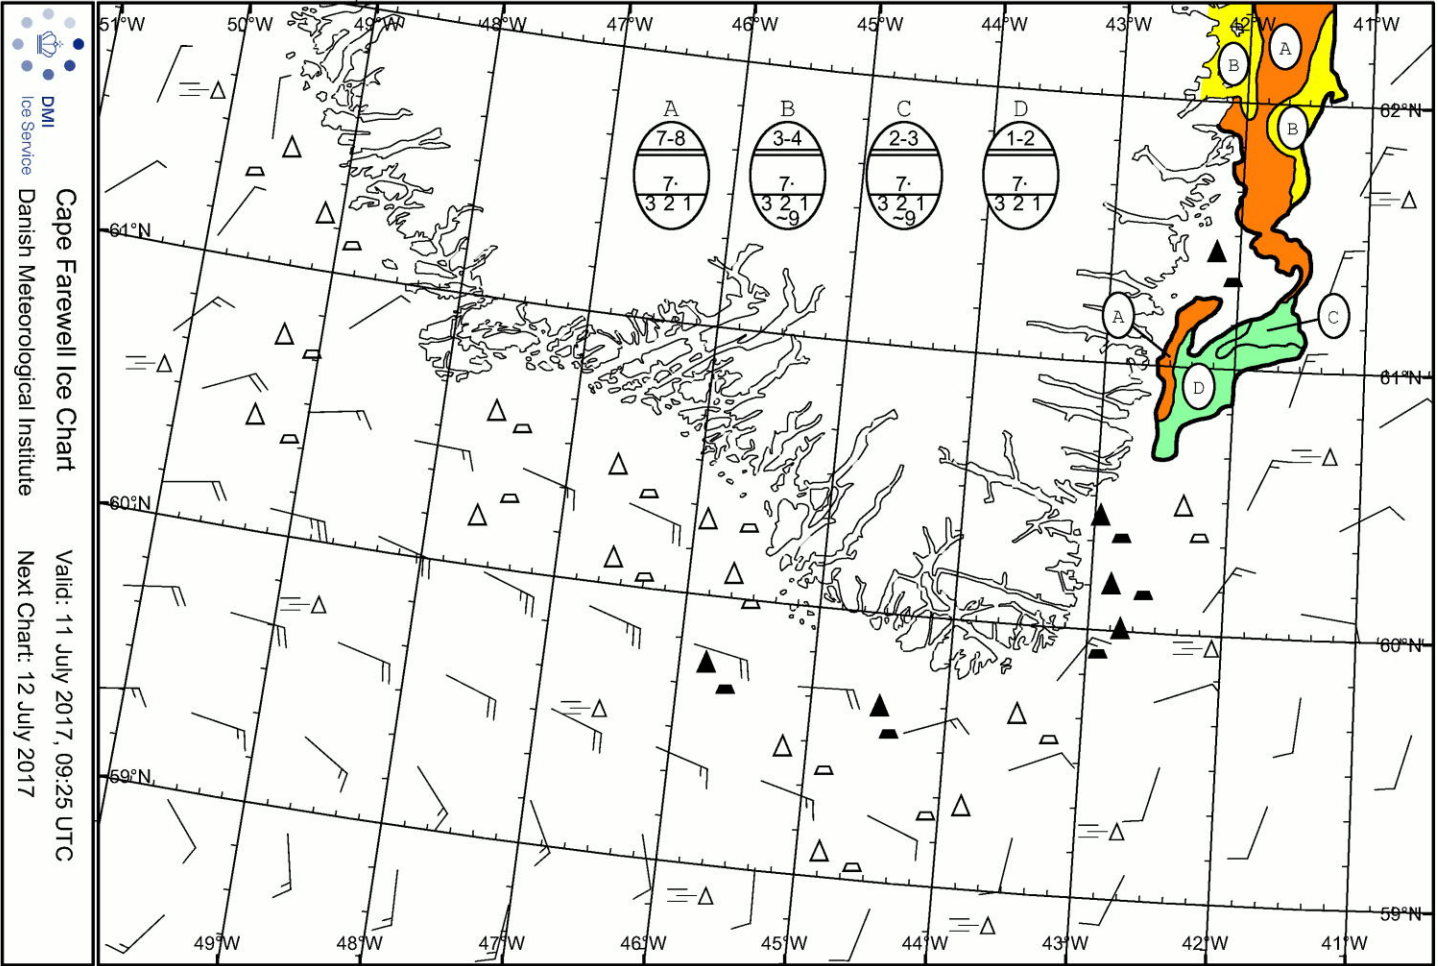 DMI
Ice Service
Cape Farewell Ice Chart
Danish Meteorological Institute
Valid: 11 July 2017, 09:25 UTC
Next Chart: 12 July 2017
51°W 50°W 49°W 48°W 47°W 46°W 45°W 44°W 43°W 42°W 41°W
A B C D
7-8 3-4 2-3 1-2
7· 7· 7· 7·
3 2 1 3 2 1 3 2 1 3 2 1
~9 ~9
B
A
B
62°N
61°N
A
C
D
61°N
60°N
60°N
59°N
59°N
49°W 48°W 47°W 46°W 45°W 44°W 43°W 42°W 41°W